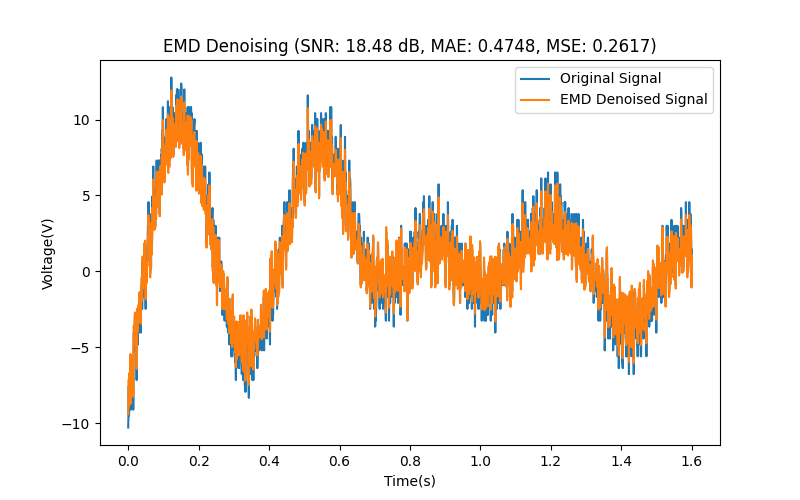 EMD Denoising (SNR: 18.48 dB, MAE: 0.4748, MSE: 0.2617)
Original Signal
EMD Denoised Signal
10
5
0
−5
−10
Voltage(V)
0.0 0.2 0.4 0.6 0.8 1.0 1.2 1.4 1.6
Time(s)